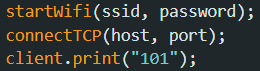 startWifi(ssid, password);
connectTCP(host, port);
client.print("101");